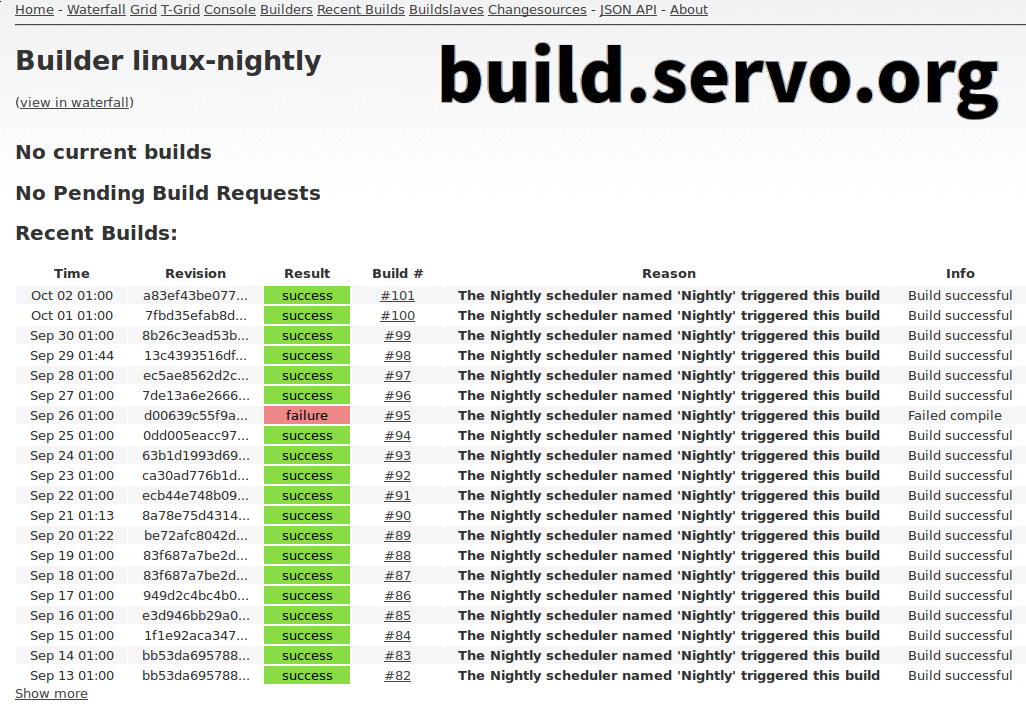 Home - Waterfall Grid T-Grid Console Builders Recent Builds Buildslaves Changesources - JSON API - About
Builder linux-nightly
build.servo.org
(view in waterfall)
No current builds
No Pending Build Requests
Recent Builds:
Time Revision Result Build # Reason Info
Oct 02 01:00 a83ef43be077... success #101 The Nightly scheduler named 'Nightly' triggered this build Build successful
Oct 01 01:00 7fbd35efab8d... success #100 The Nightly scheduler named 'Nightly' triggered this build Build successful
Sep 30 01:00 8b26c3ead53b... success #99 The Nightly scheduler named 'Nightly' triggered this build Build successful
Sep 29 01:44 13c4393516df... success #98 The Nightly scheduler named 'Nightly' triggered this build Build successful
Sep 28 01:00 ec5ae8562d2c... success #97 The Nightly scheduler named 'Nightly' triggered this build Build successful
Sep 27 01:00 7de13a6e2666... success #96 The Nightly scheduler named 'Nightly' triggered this build Build successful
Sep 26 01:00 d00639c55f9a... failure #95 The Nightly scheduler named 'Nightly' triggered this build Failed compile
Sep 25 01:00 0dd005eacc97... success #94 The Nightly scheduler named 'Nightly' triggered this build Build successful
Sep 24 01:00 63b1d1993d69... success #93 The Nightly scheduler named 'Nightly' triggered this build Build successful
Sep 23 01:00 ca30ad776b1d... success #92 The Nightly scheduler named 'Nightly' triggered this build Build successful
Sep 22 01:00 ecb44e748b09... success #91 The Nightly scheduler named 'Nightly' triggered this build Build successful
Sep 21 01:13 8a78e75d4314... success #90 The Nightly scheduler named 'Nightly' triggered this build Build successful
Sep 20 01:22 be72afc8042d... success #89 The Nightly scheduler named 'Nightly' triggered this build Build successful
Sep 19 01:00 83f687a7be2d... success #88 The Nightly scheduler named 'Nightly' triggered this build Build successful
Sep 18 01:00 83f687a7be2d... success #87 The Nightly scheduler named 'Nightly' triggered this build Build successful
Sep 17 01:00 949d2c4bc4b0... success #86 The Nightly scheduler named 'Nightly' triggered this build Build successful
Sep 16 01:00 e3d946bb29a0... success #85 The Nightly scheduler named 'Nightly' triggered this build Build successful
Sep 15 01:00 1f1e92aca347... success #84 The Nightly scheduler named 'Nightly' triggered this build Build successful
Sep 14 01:00 bb53da695788... success #83 The Nightly scheduler named 'Nightly' triggered this build Build successful
Sep 13 01:00 bb53da695788... success #82 The Nightly scheduler named 'Nightly' triggered this build Build successful
Show more